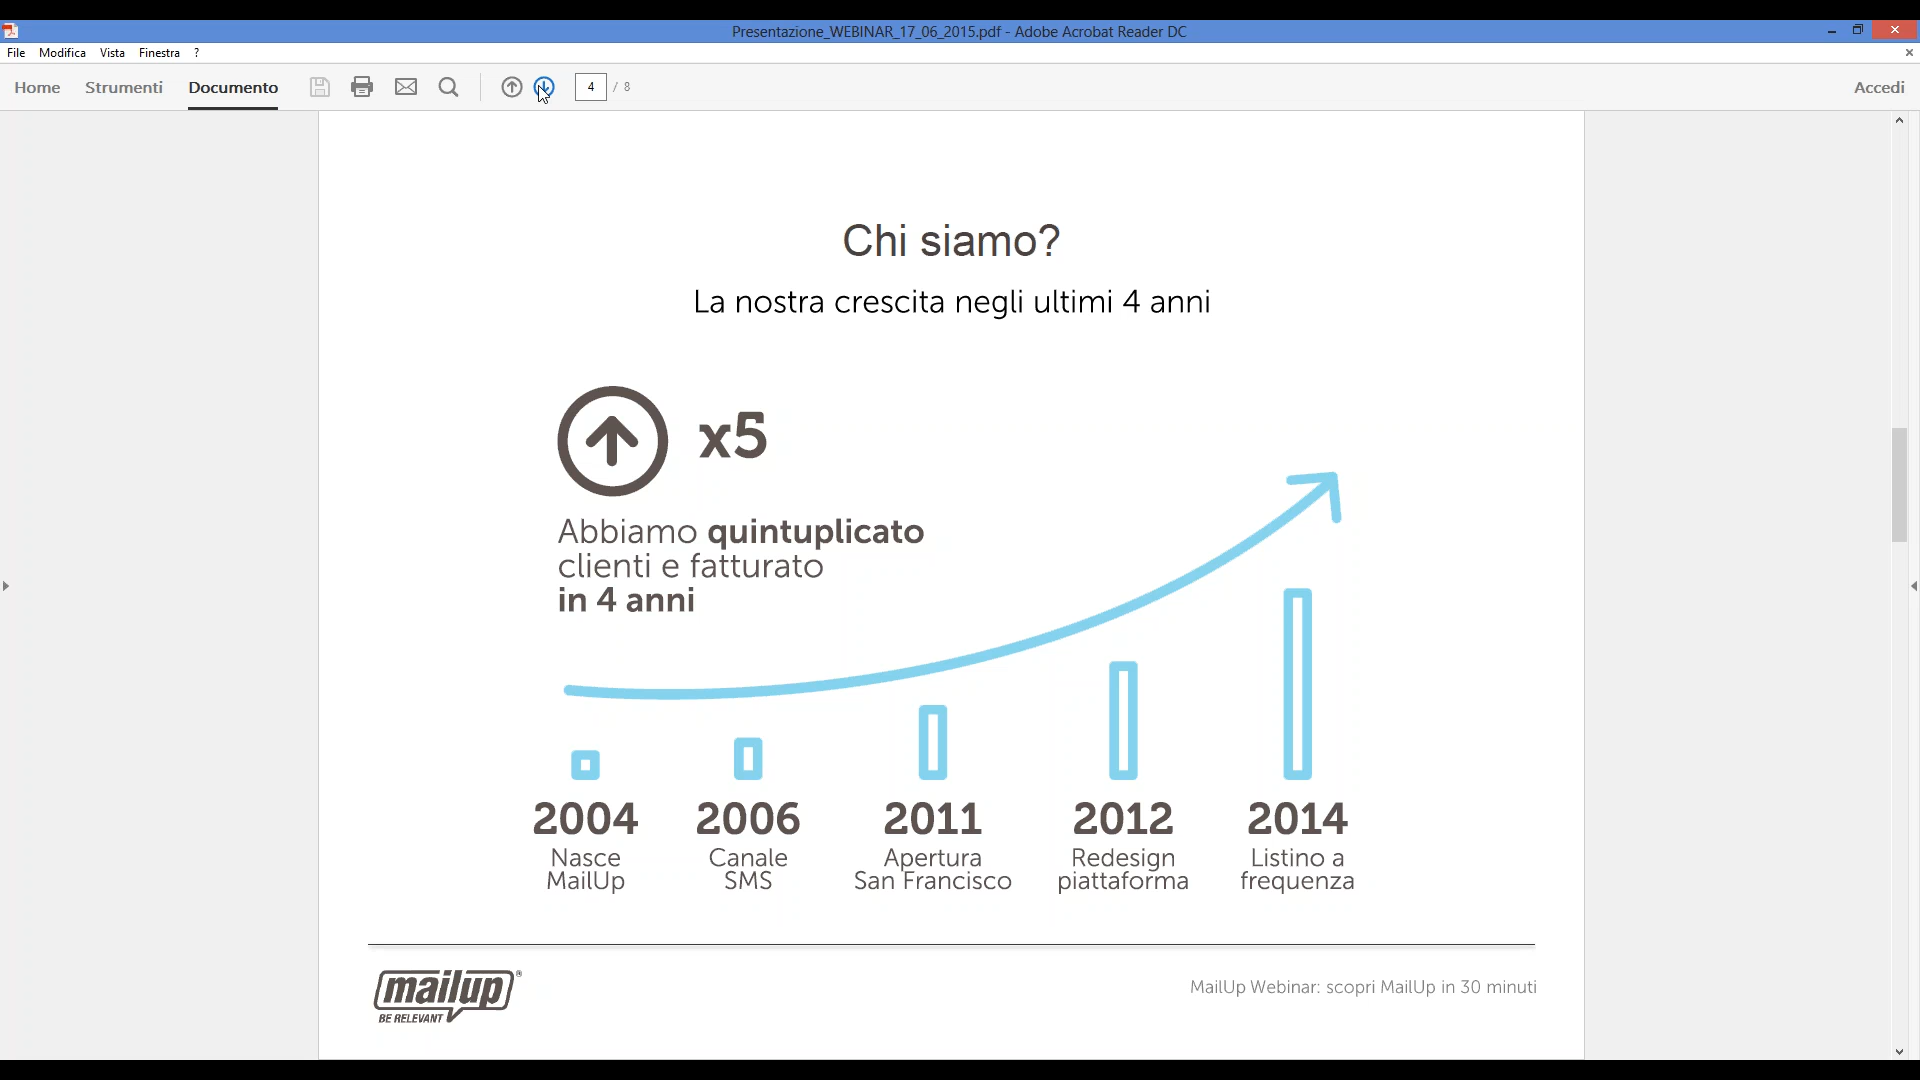 Presentazione_WEBINAR_17_06_2015.pdf - Adobe Acrobat Reader DC
File Modifica Vista Finestra ?
Home Strumenti Documento 4 / 8 Accedi
Chi siamo?
La nostra crescita negli ultimi 4 anni
x5
Abbiamo quintuplicato
clienti e fatturato
in 4 anni
2004 2006 2011 2012 2014
Nasce Canale Apertura Redesign Listino a
MailUp SMS San Francisco piattaforma frequenza
mailup®
BE RELEVANT
MailUp Webinar: scopri MailUp in 30 minuti